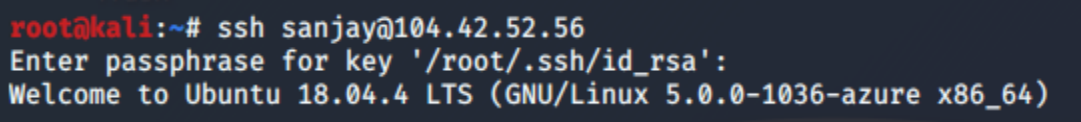 root@kali:~# ssh sanjay@104.42.52.56
Enter passphrase for key '/root/.ssh/id_rsa':
Welcome to Ubuntu 18.04.4 LTS (GNU/Linux 5.0.0-1036-azure x86_64)